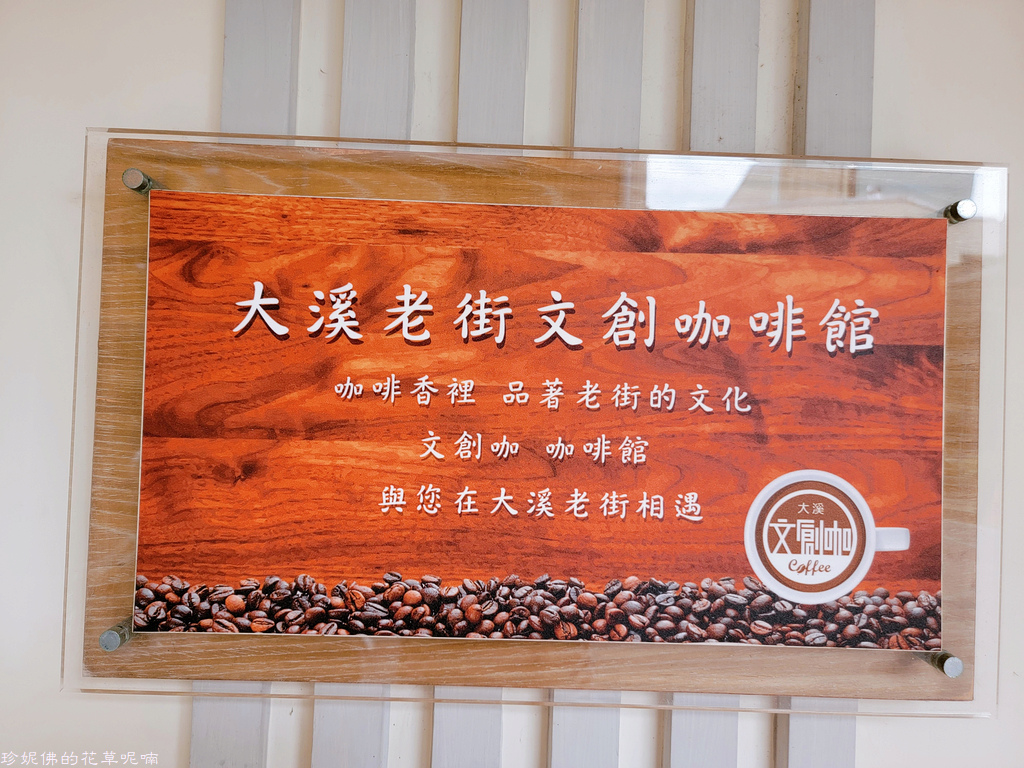 大溪老街文創咖啡館
咖啡香裡 品著老街的文化
文創咖 咖啡館
與您在大溪老街相遇
大溪
文創咖
Coffee
珍妮佛的花草呢喃